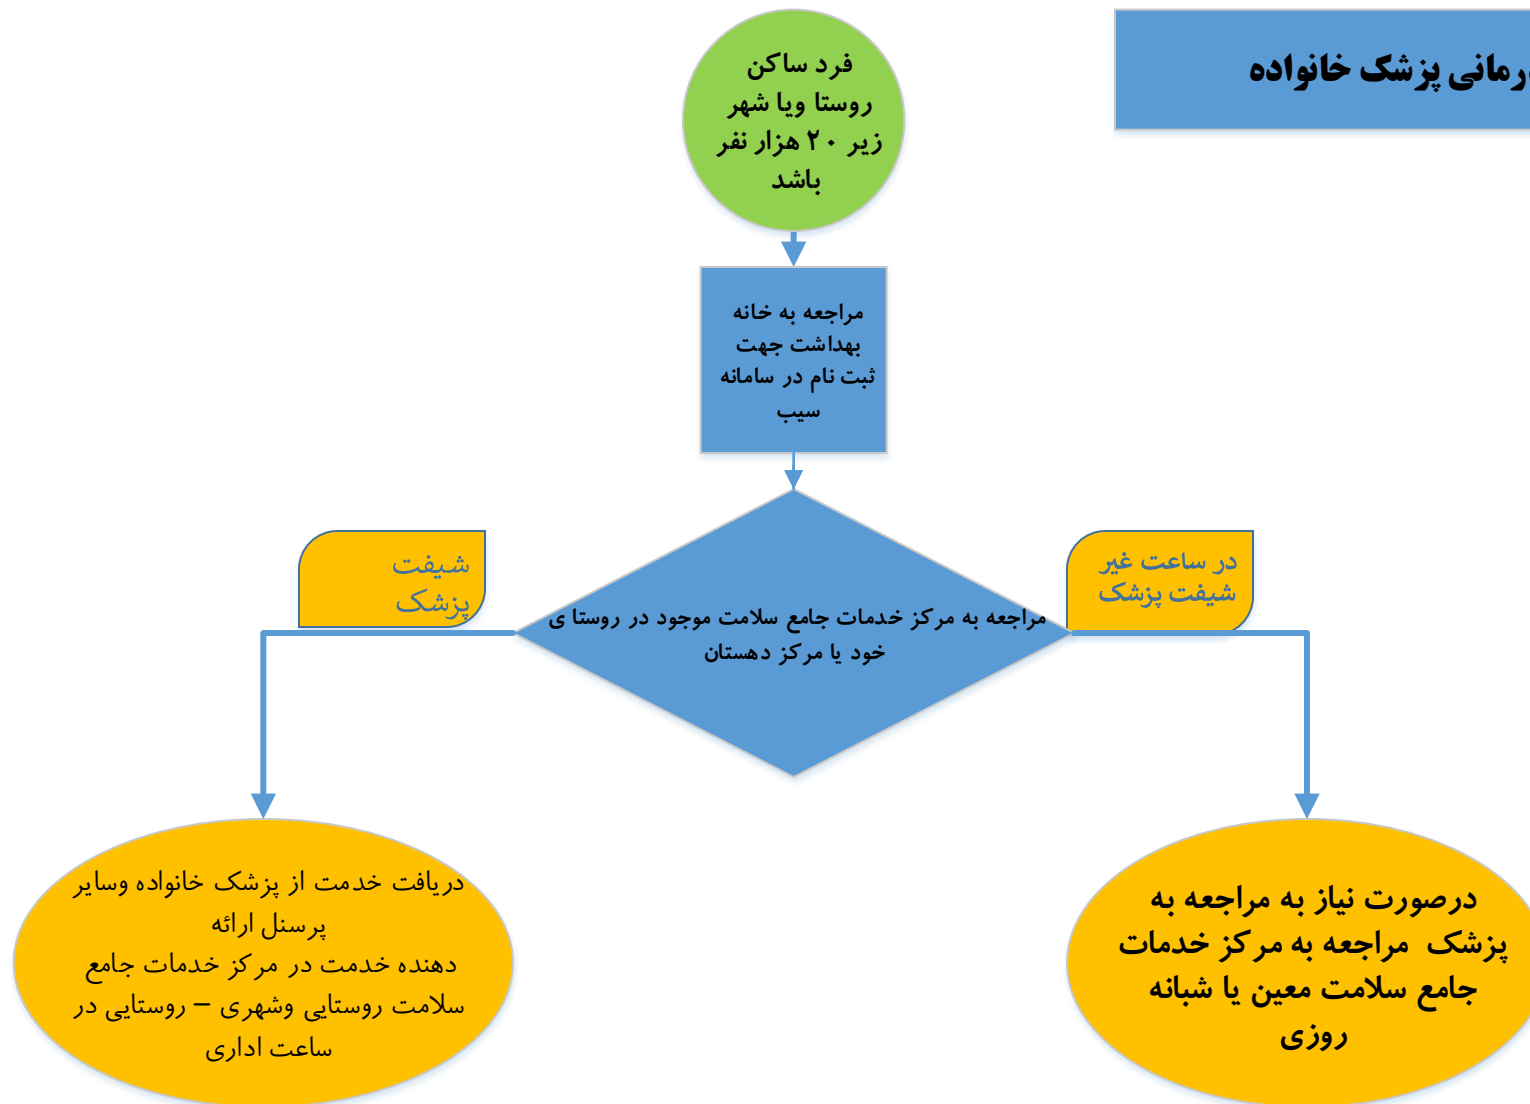 رمانی پزشک خانواده
فرد ساکن
روستا ویا شهر
زیر ۲۰ هزار نفر
باشد
مراجعه به خانه
بهداشت جهت
ثبت نام در سامانه
سیب
در ساعت غیر
شیفت پزشک
شیفت
پزشک
مراجعه به مرکز خدمات جامع سلامت موجود در روستا ی
خود یا مرکز دهستان
درصورت نیاز به مراجعه به
پزشک مراجعه به مرکز خدمات
جامع سلامت معین یا شبانه
روزی
دریافت خدمت از پزشک خانواده وسایر
پرسنل ارائه
دهنده خدمت در مرکز خدمات جامع
سلامت روستایی وشهری – روستایی در
ساعت اداری